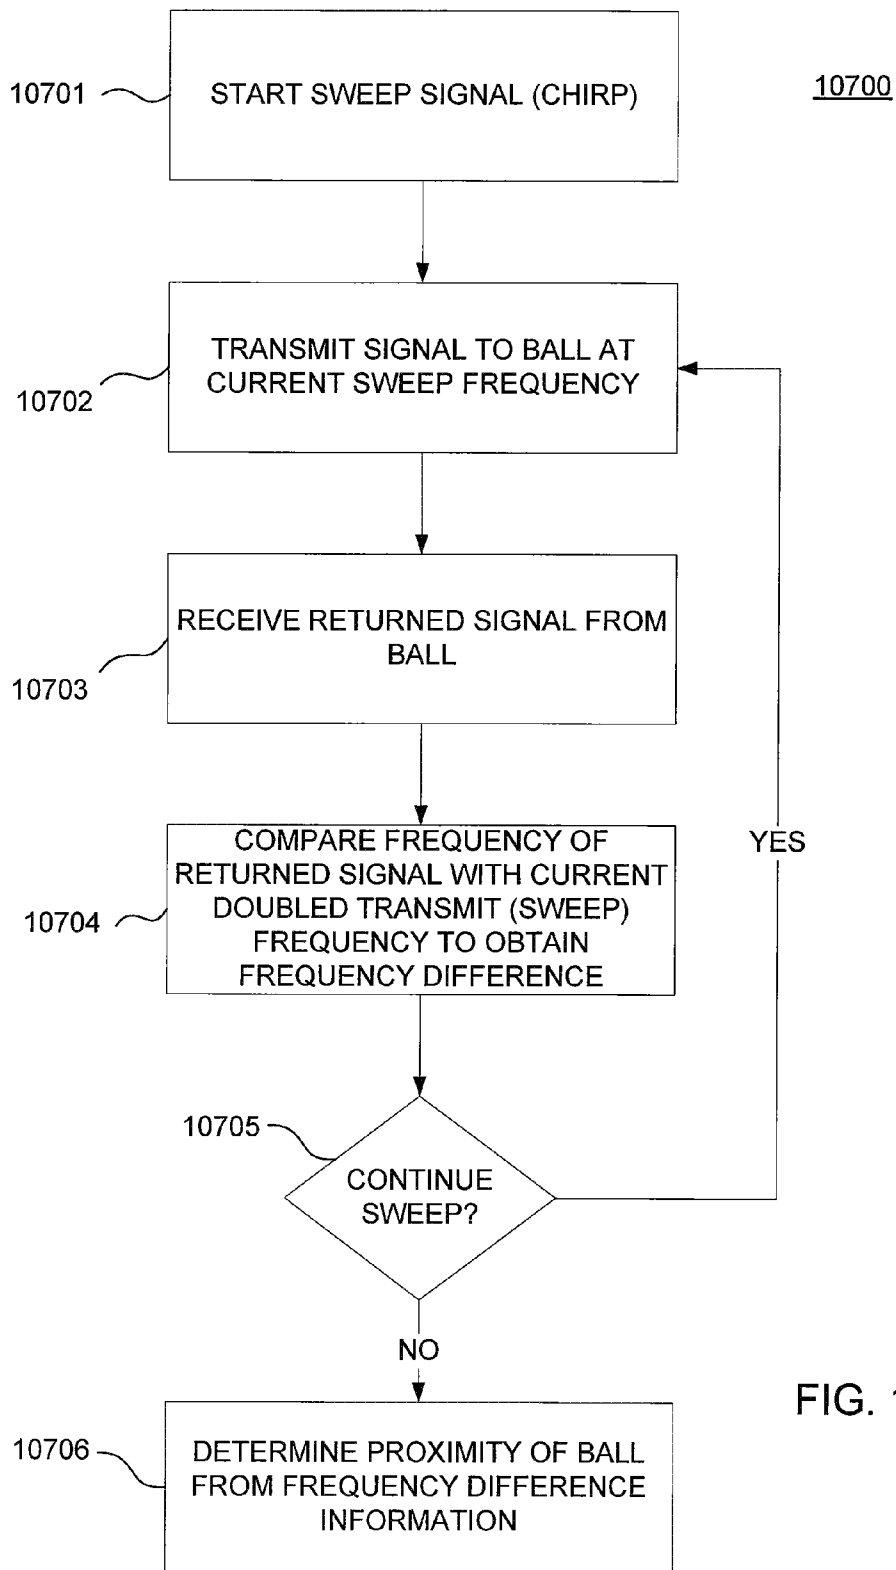 10701
START SWEEP SIGNAL (CHIRP)
10700
10702
TRANSMIT SIGNAL TO BALL AT
CURRENT SWEEP FREQUENCY
10703
RECEIVE RETURNED SIGNAL FROM
BALL
10704
COMPARE FREQUENCY OF
RETURNED SIGNAL WITH CURRENT
DOUBLED TRANSMIT (SWEEP)
FREQUENCY TO OBTAIN
FREQUENCY DIFFERENCE
YES
10705
CONTINUE
SWEEP?
NO
FIG.
10706
DETERMINE PROXIMITY OF BALL
FROM FREQUENCY DIFFERENCE
INFORMATION